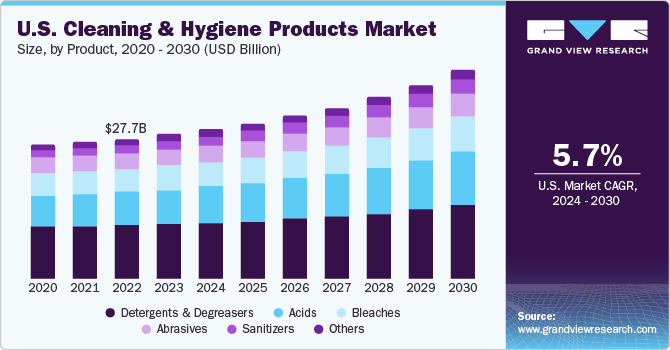 U.S. Cleaning & Hygiene Products Market
Size, by Product, 2020 - 2030 (USD Billion)
$27.7B
2020 2021 2022 2023 2024 2025 2026 2027 2028 2029 2030
Detergents & Degreasers Acids Bleaches
Abrasives Sanitizers Others
GRAND VIEW RESEARCH
5.7%
U.S. Market CAGR,
2024 - 2030
Source:
www.grandviewresearch.com